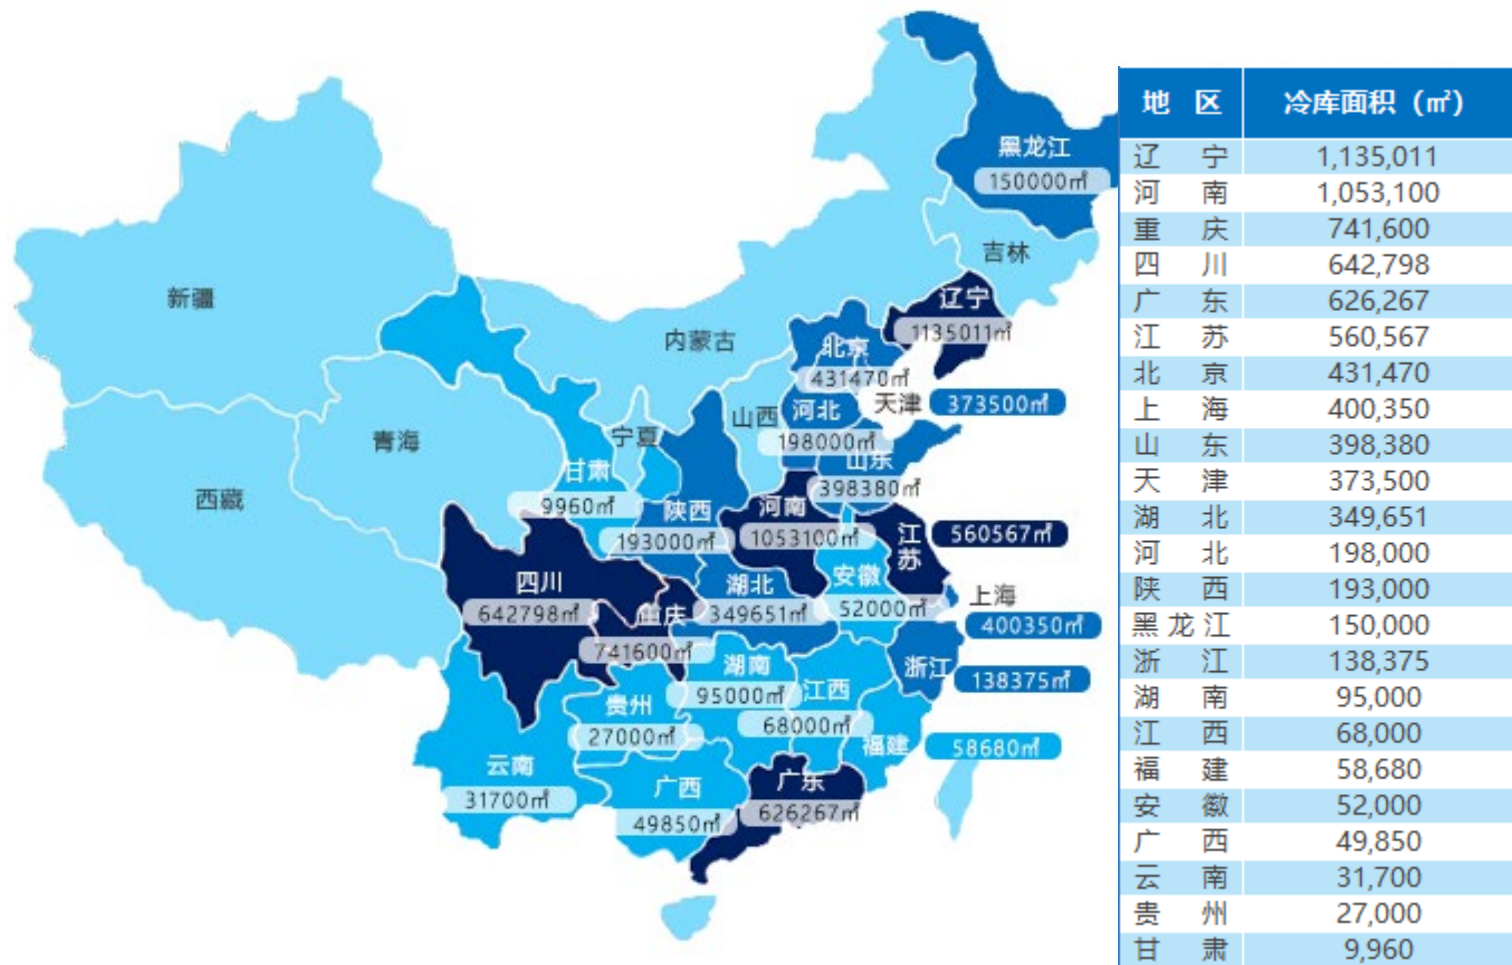 黑龙江
150000㎡
吉林
辽宁
1135011㎡
新疆
内蒙古
北京
431470㎡
天津
373500㎡
河北
198000㎡
山西
宁夏
青海
甘肃
9960㎡
西藏
山东
398380㎡
陕西
193000㎡
河南
1053100㎡
江苏
560567㎡
四川
642798㎡
重庆
741600㎡
湖北
349651㎡
安徽
52000㎡
上海
400350㎡
浙江
138375㎡
湖南
95000㎡
江西
68000㎡
贵州
27000㎡
福建
58680㎡
云南
31700㎡
广西
49850㎡
广东
626267㎡
地 区 冷库面积（㎡）
辽 宁 1,135,011
河 南 1,053,100
重 庆 741,600
四 川 642,798
广 东 626,267
江 苏 560,567
北 京 431,470
上 海 400,350
山 东 398,380
天 津 373,500
湖 北 349,651
河 北 198,000
陕 西 193,000
黑 龙 江 150,000
浙 江 138,375
湖 南 95,000
江 西 68,000
福 建 58,680
安 徽 52,000
广 西 49,850
云 南 31,700
贵 州 27,000
甘 肃 9,960